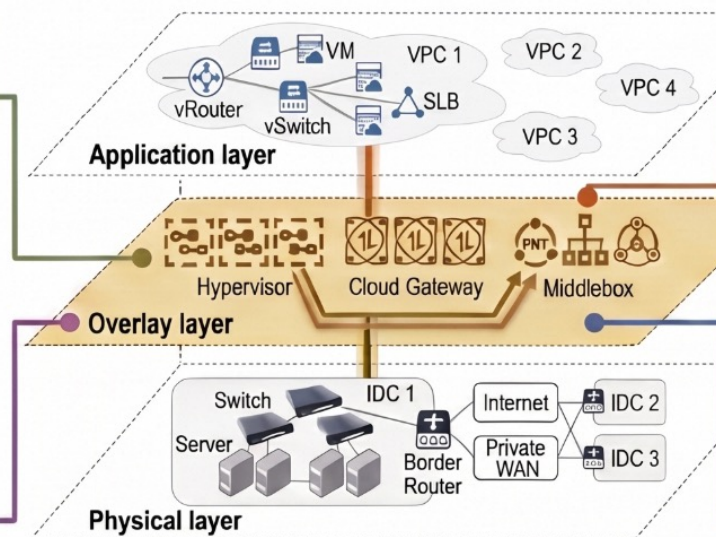 VM
VPC 1
VPC 2
VPC 4
vRouter
vSwitch
SLB
VPC 3
Application layer
PNT
Hypervisor
Cloud Gateway
Middlebox
Overlay layer
Switch
IDC 1
Internet
IDC 2
Server
Border
Router
Private
WAN
IDC 3
Physical layer